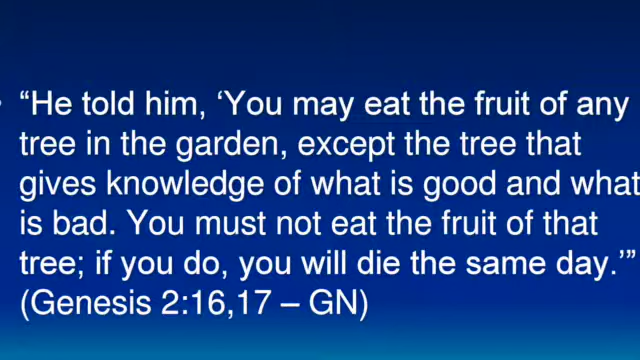 “He told him, ‘You may eat the fruit of any
tree in the garden, except the tree that
gives knowledge of what is good and what
is bad. You must not eat the fruit of that
tree; if you do, you will die the same day.’”
(Genesis 2:16,17 – GN)